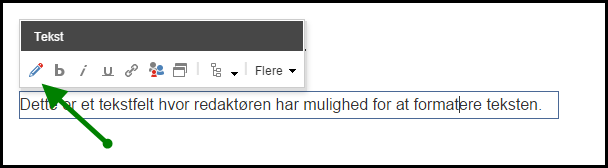 Tekst
b i u Flere
Dette er et tekstfelt hvor redaktøren har mulighed for at formatere teksten.